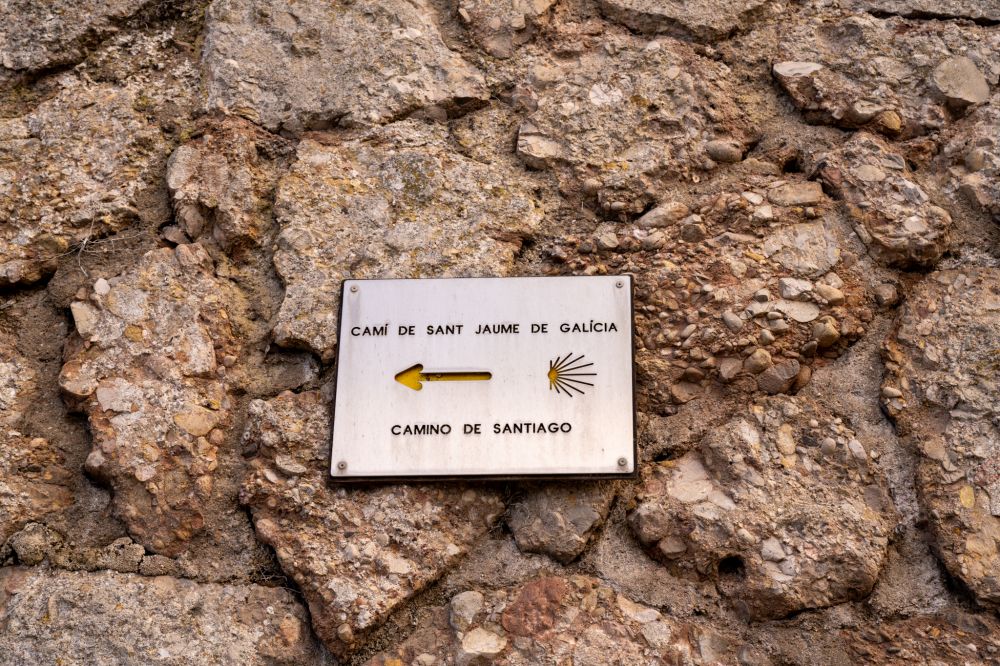 CAMÍ DE SANT JAUME DE GALÍCIA
CAMINO DE SANTIAGO